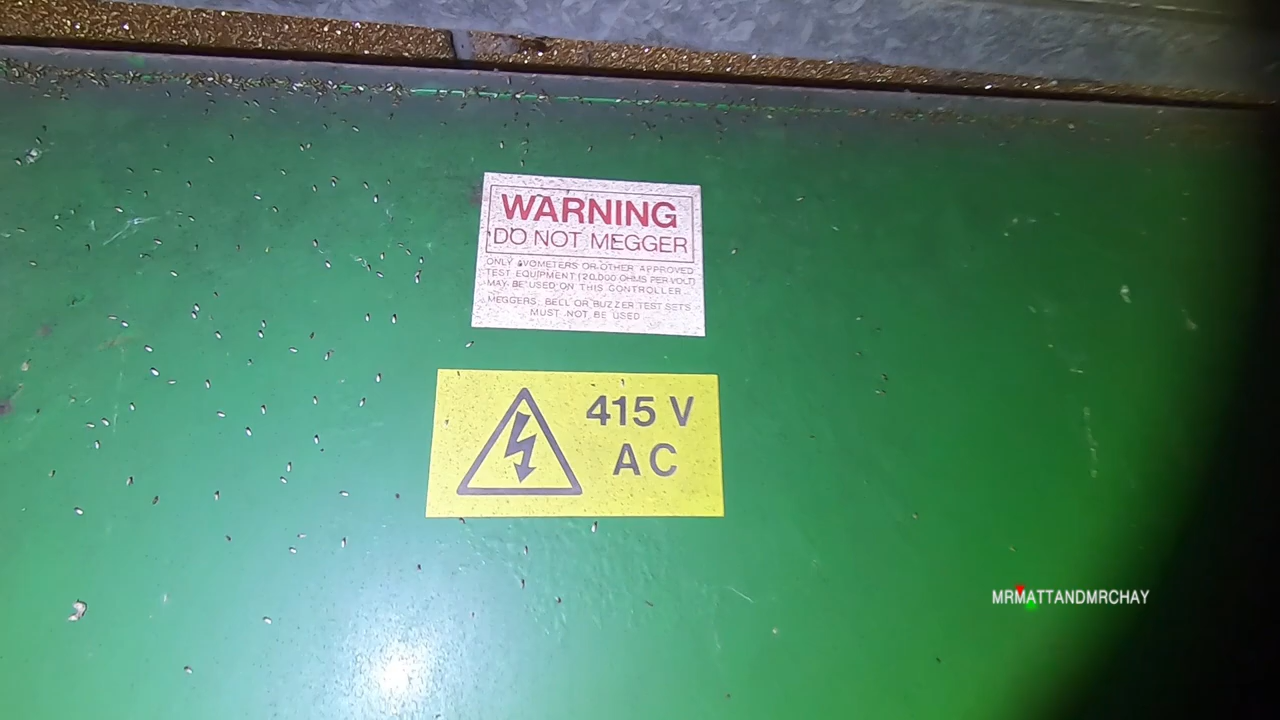 WARNING
DO NOT MEGGER
ONLY AVOMETERS OR OTHER APPROVED
TEST EQUIPMENT (20,000 OHMS PER VOLT)
MAY BE USED ON THIS CONTROLLER.
MEGGERS, BELL OR BUZZER TEST SETS
MUST NOT BE USED
415 V
AC
MRMATTANDMRCHAY